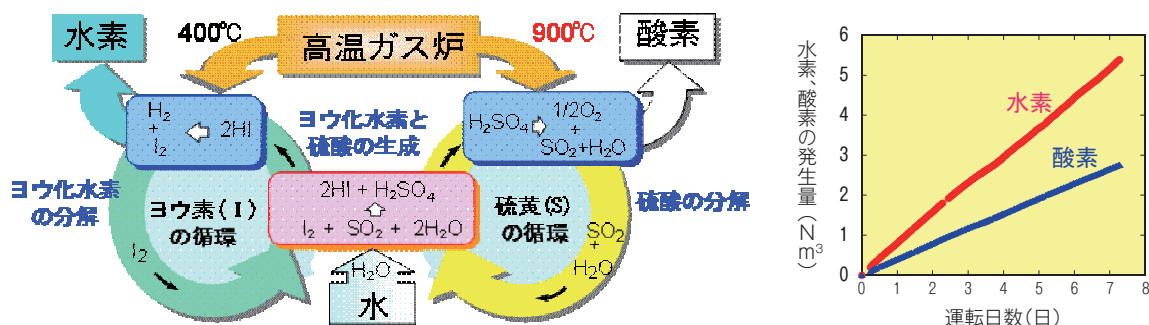 水素
400℃
高温ガス炉
900℃
酸素
H₂
+
I₂
2HI
ヨウ化水素と
硫酸の生成
H₂SO₄
1/2O₂
+
SO₂+H₂O
ヨウ化水素
の分解
ヨウ素(I)
の循環
2HI + H₂SO₄
I₂ + SO₂ + 2H₂O
硫黄(S)
の循環
硫酸の分解
SO₂
+
H₂O
I₂
H₂O
水
水素、酸素の発生量(Nm³)
6
5
4
3
2
1
0
水素
酸素
0 1 2 3 4 5 6 7 8
運転日数(日)